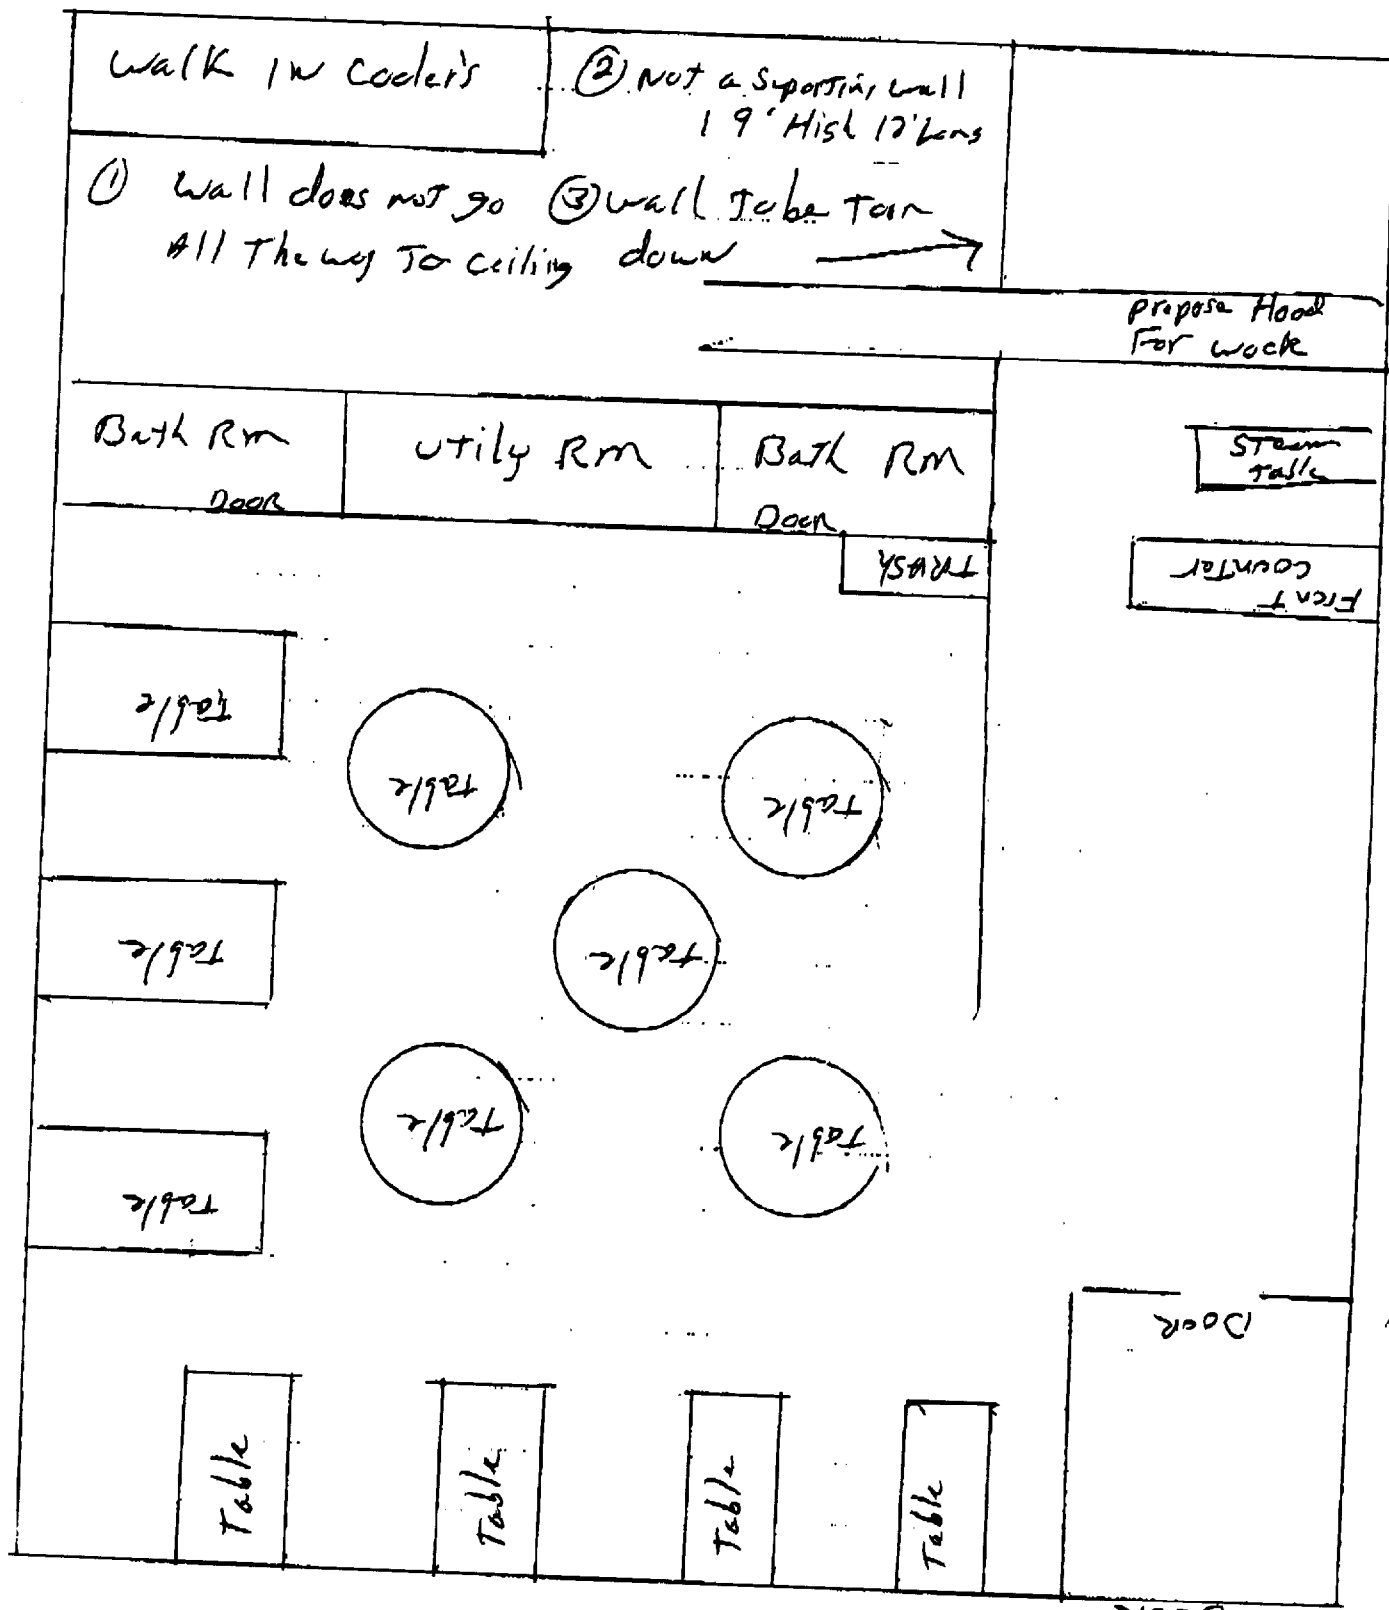 Walk IN Cooler's
② Not a Suportin, wall
1 9' High 12' Long
① Wall does not go
All The way To ceiling
③ wall To be Torn
down
propose Hood
For wock
Bath Rm
DOOR
UTily Rm
Bath RM
Door
STeam
Table
TRASh
FronT
CounTer
Table
Table
Table
Table
Table
Table
Table
Table
DooR
Table
Table
Table
Table